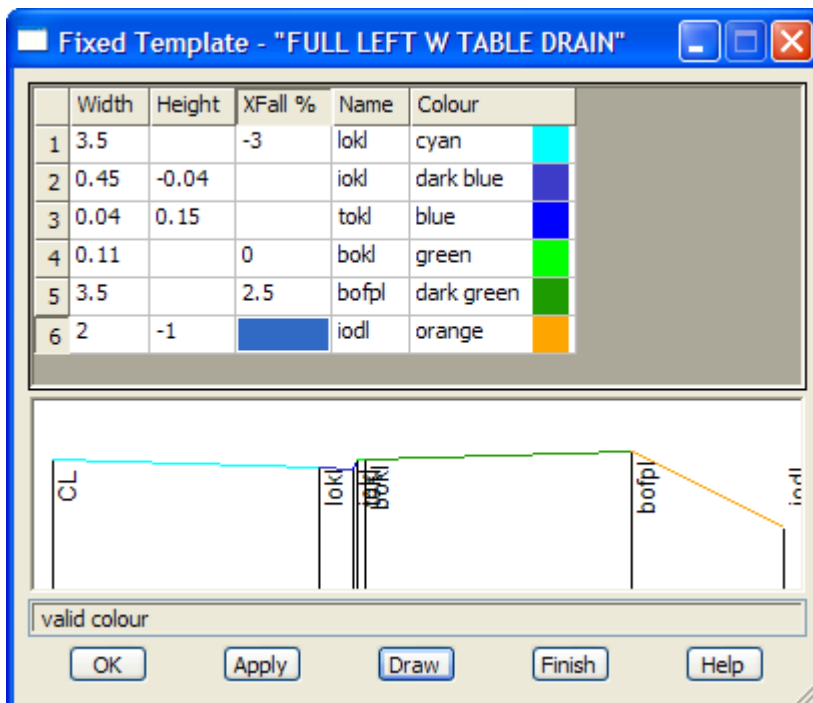 Fixed Template - "FULL LEFT W TABLE DRAIN"
Width Height XFall % Name Colour
1 3.5 -3 lokl cyan
2 0.45 -0.04 iokl dark blue
3 0.04 0.15 tokl blue
4 0.11 0 bokl green
5 3.5 2.5 bofpl dark green
6 2 -1 iodl orange
CL lokl bokl bofpl iodl
valid colour
OK Apply Draw Finish Help